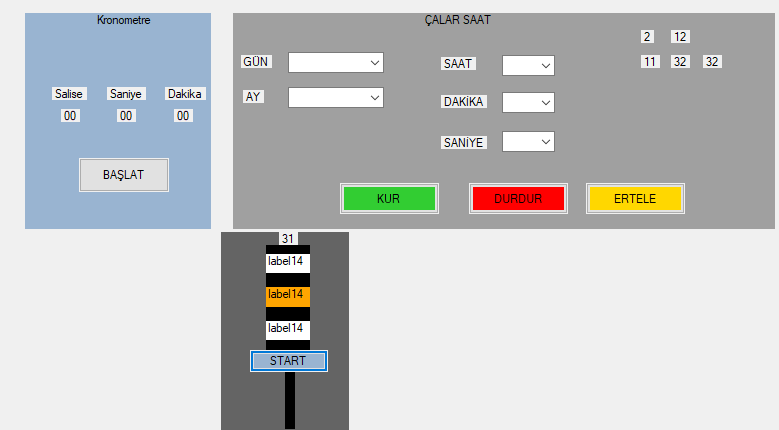 Kronometre
Salise Saniye Dakika
00 00 00
BAŞLAT
ÇALAR SAAT
2 12
11 32 32
GÜN
AY
SAAT
DAKİKA
SANİYE
KUR DURDUR ERTELE
31
label14
label14
label14
START